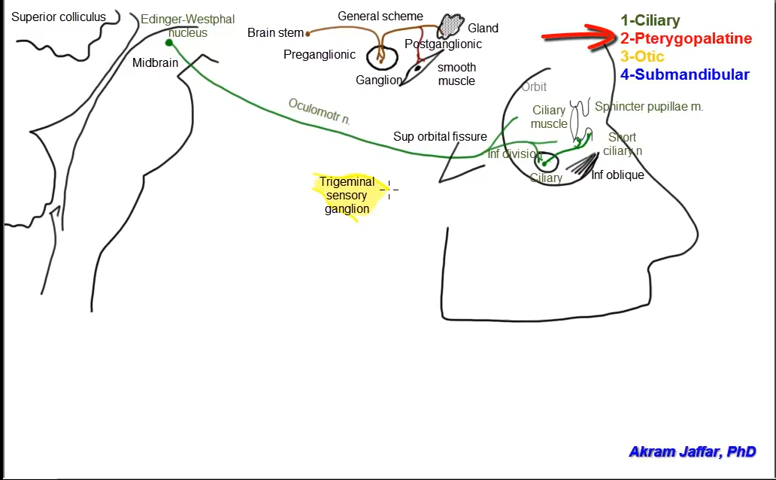 Superior colliculus
Edinger-Westphal
nucleus
Midbrain
Brain stem
General scheme
Gland
Preganglionic
Postganglionic
Ganglion
smooth
muscle
1-Ciliary
2-Pterygopalatine
3-Otic
4-Submandibular
Oculomotr n.
Orbit
Ciliary
muscle
Sphincter pupillae m.
Sup orbital fissure
Inf division
Short
ciliary n
Ciliary
Inf oblique
Trigeminal
sensory
ganglion
Akram Jaffar, PhD